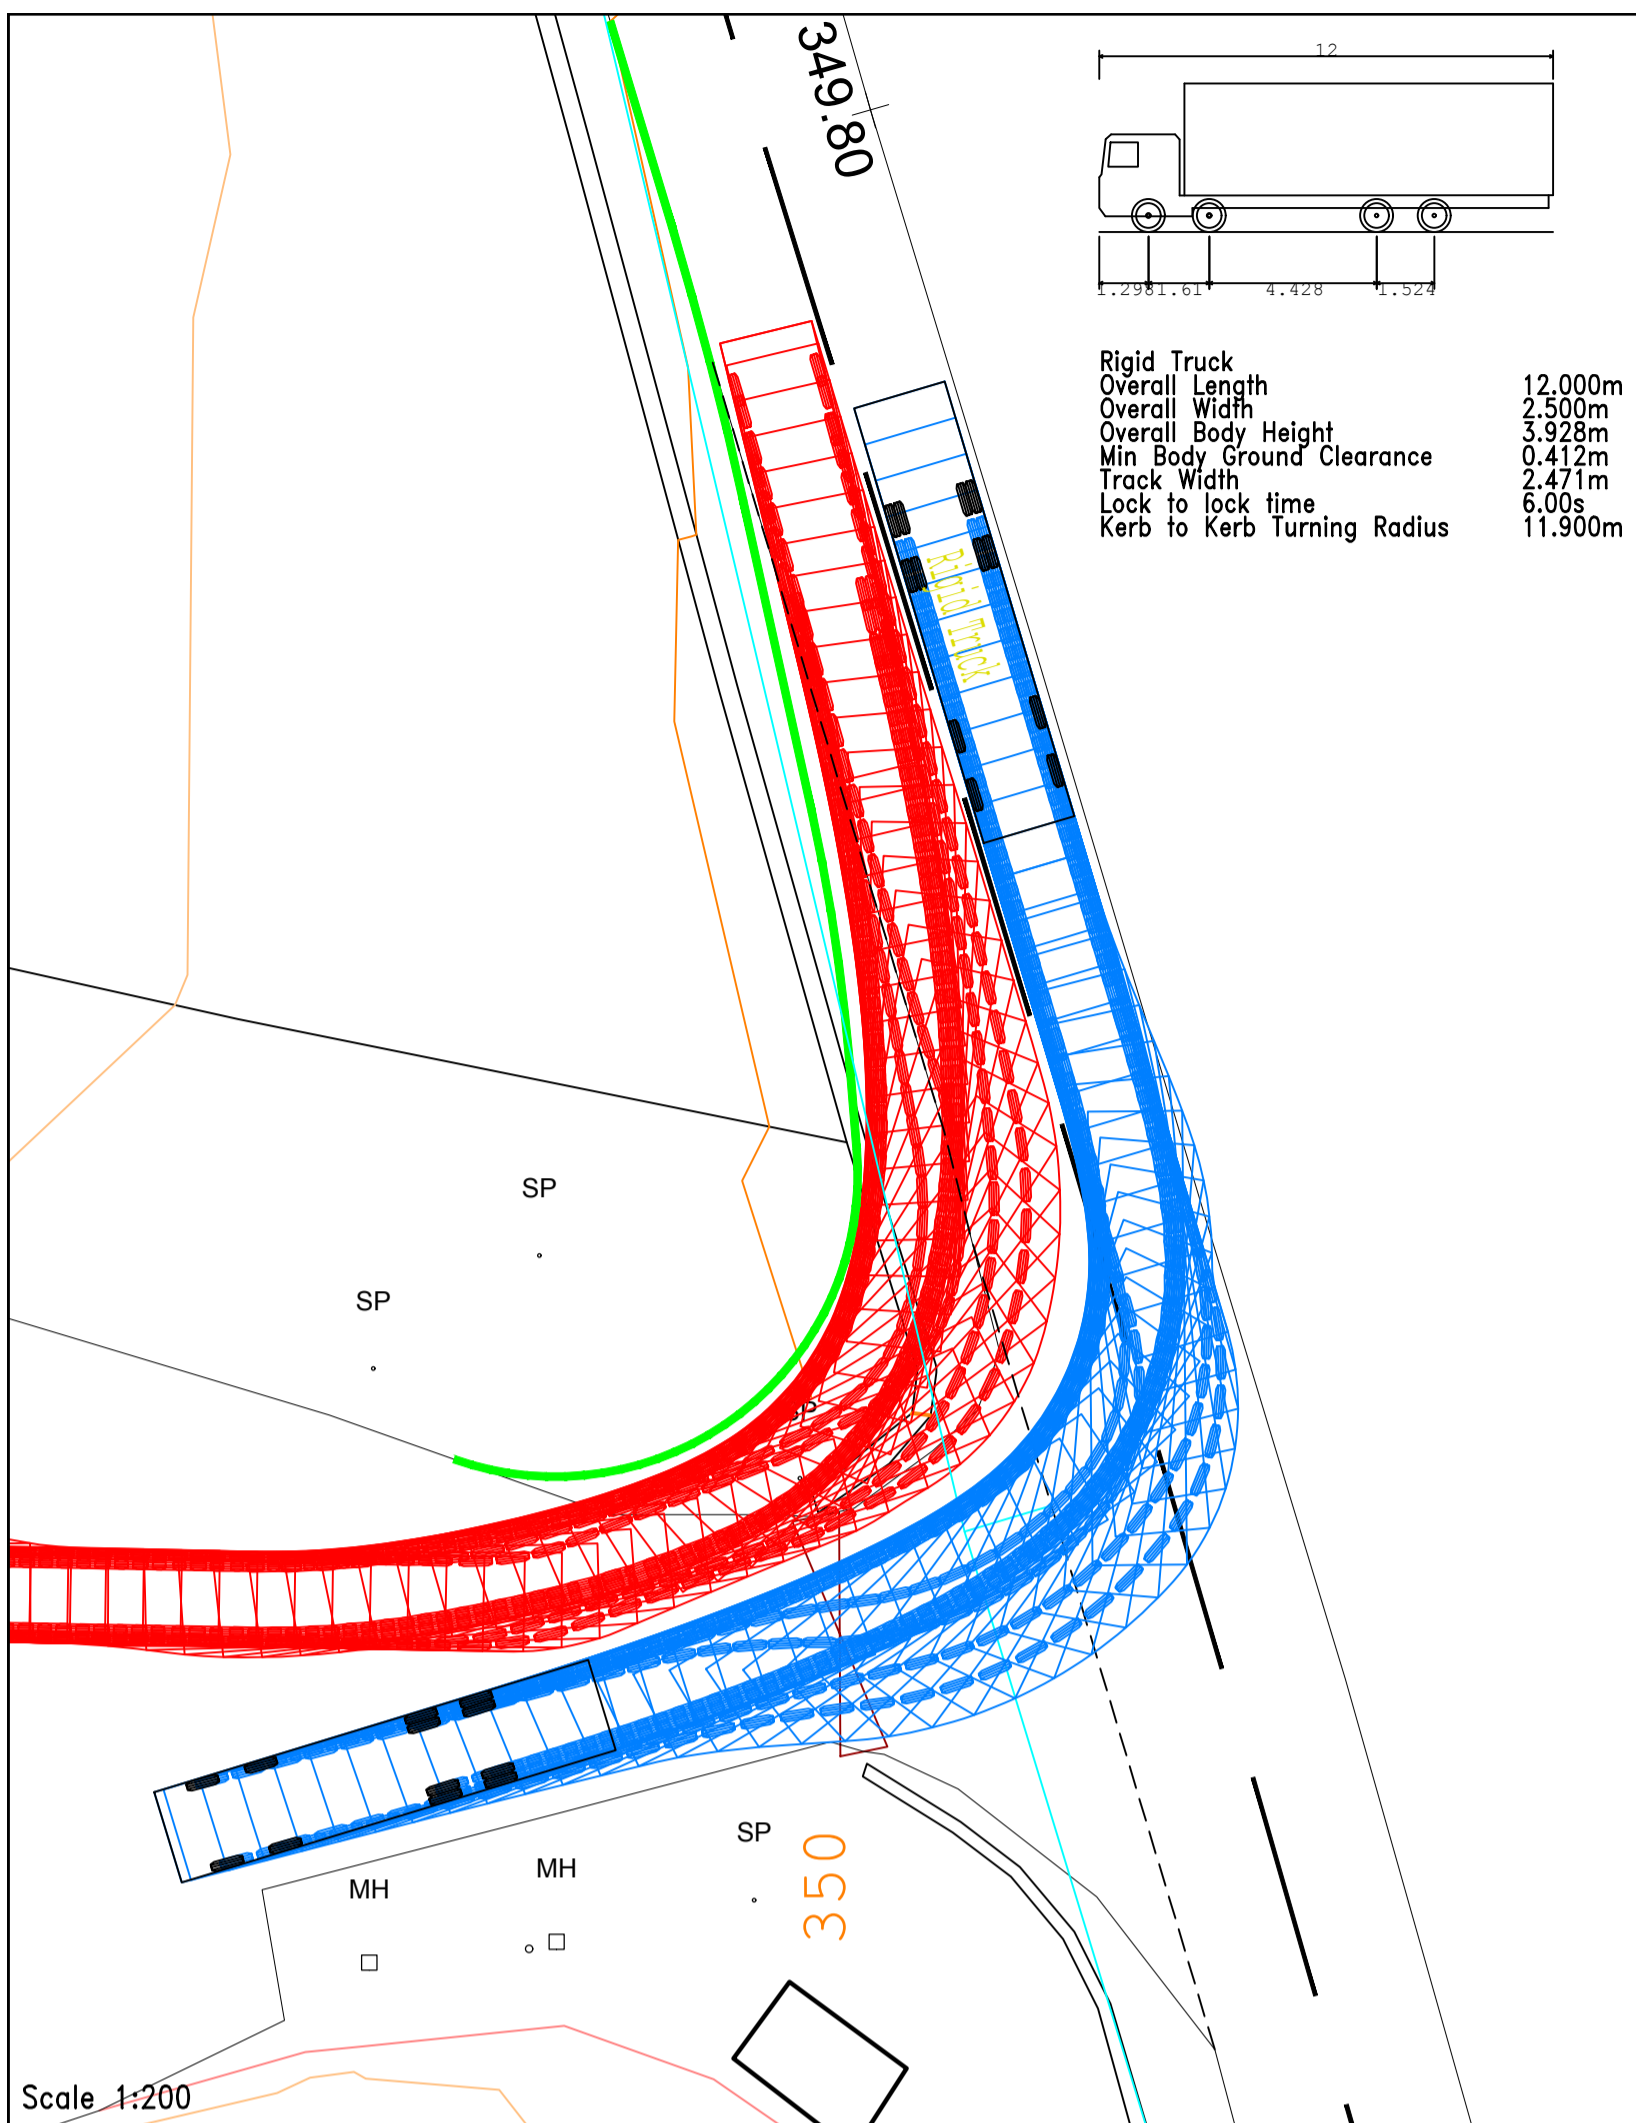 349.80
12
1.298
1.61
4.428
1.524
Rigid Truck
Overall Length 12.000m
Overall Width 2.500m
Overall Body Height 3.928m
Min Body Ground Clearance 0.412m
Track Width 2.471m
Lock to lock time 6.00s
Kerb to Kerb Turning Radius 11.900m
Rigid Truck
SP
SP
SP
SP
MH
MH
350
Scale 1:200